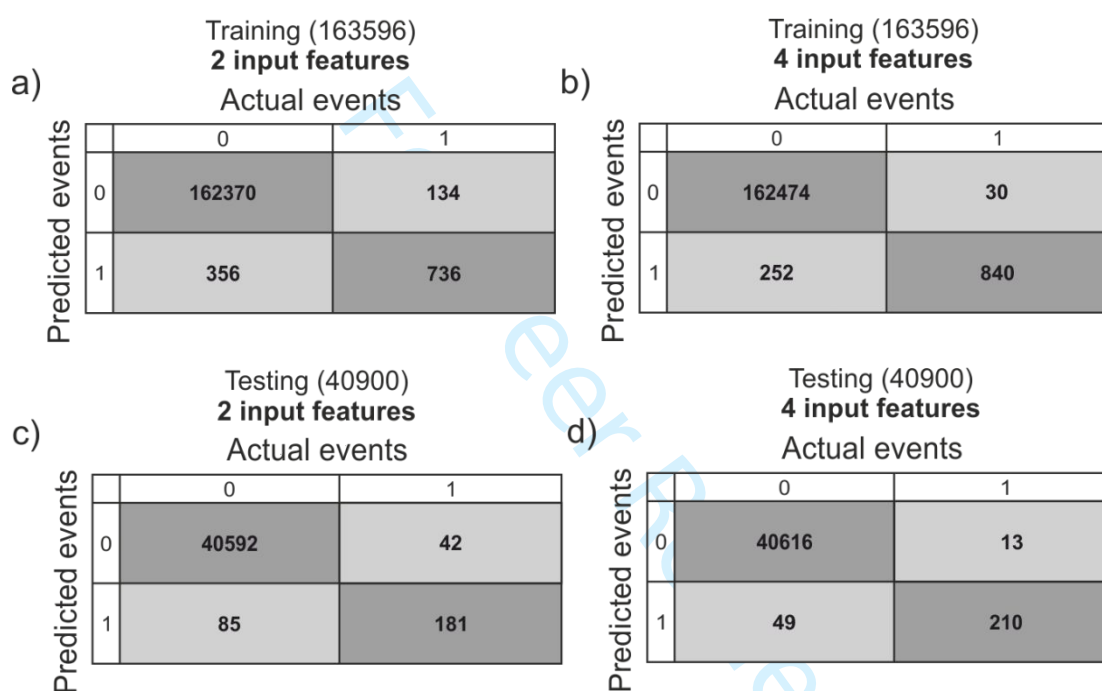 Training (163596)
2 input features
a)
Actual events
Predicted events
0 1
0 162370 134
1 356 736
Training (163596)
4 input features
b)
Actual events
Predicted events
0 1
0 162474 30
1 252 840
Testing (40900)
2 input features
c)
Actual events
Predicted events
0 1
0 40592 42
1 85 181
Testing (40900)
4 input features
d)
Actual events
Predicted events
0 1
0 40616 13
1 49 210
eer Re